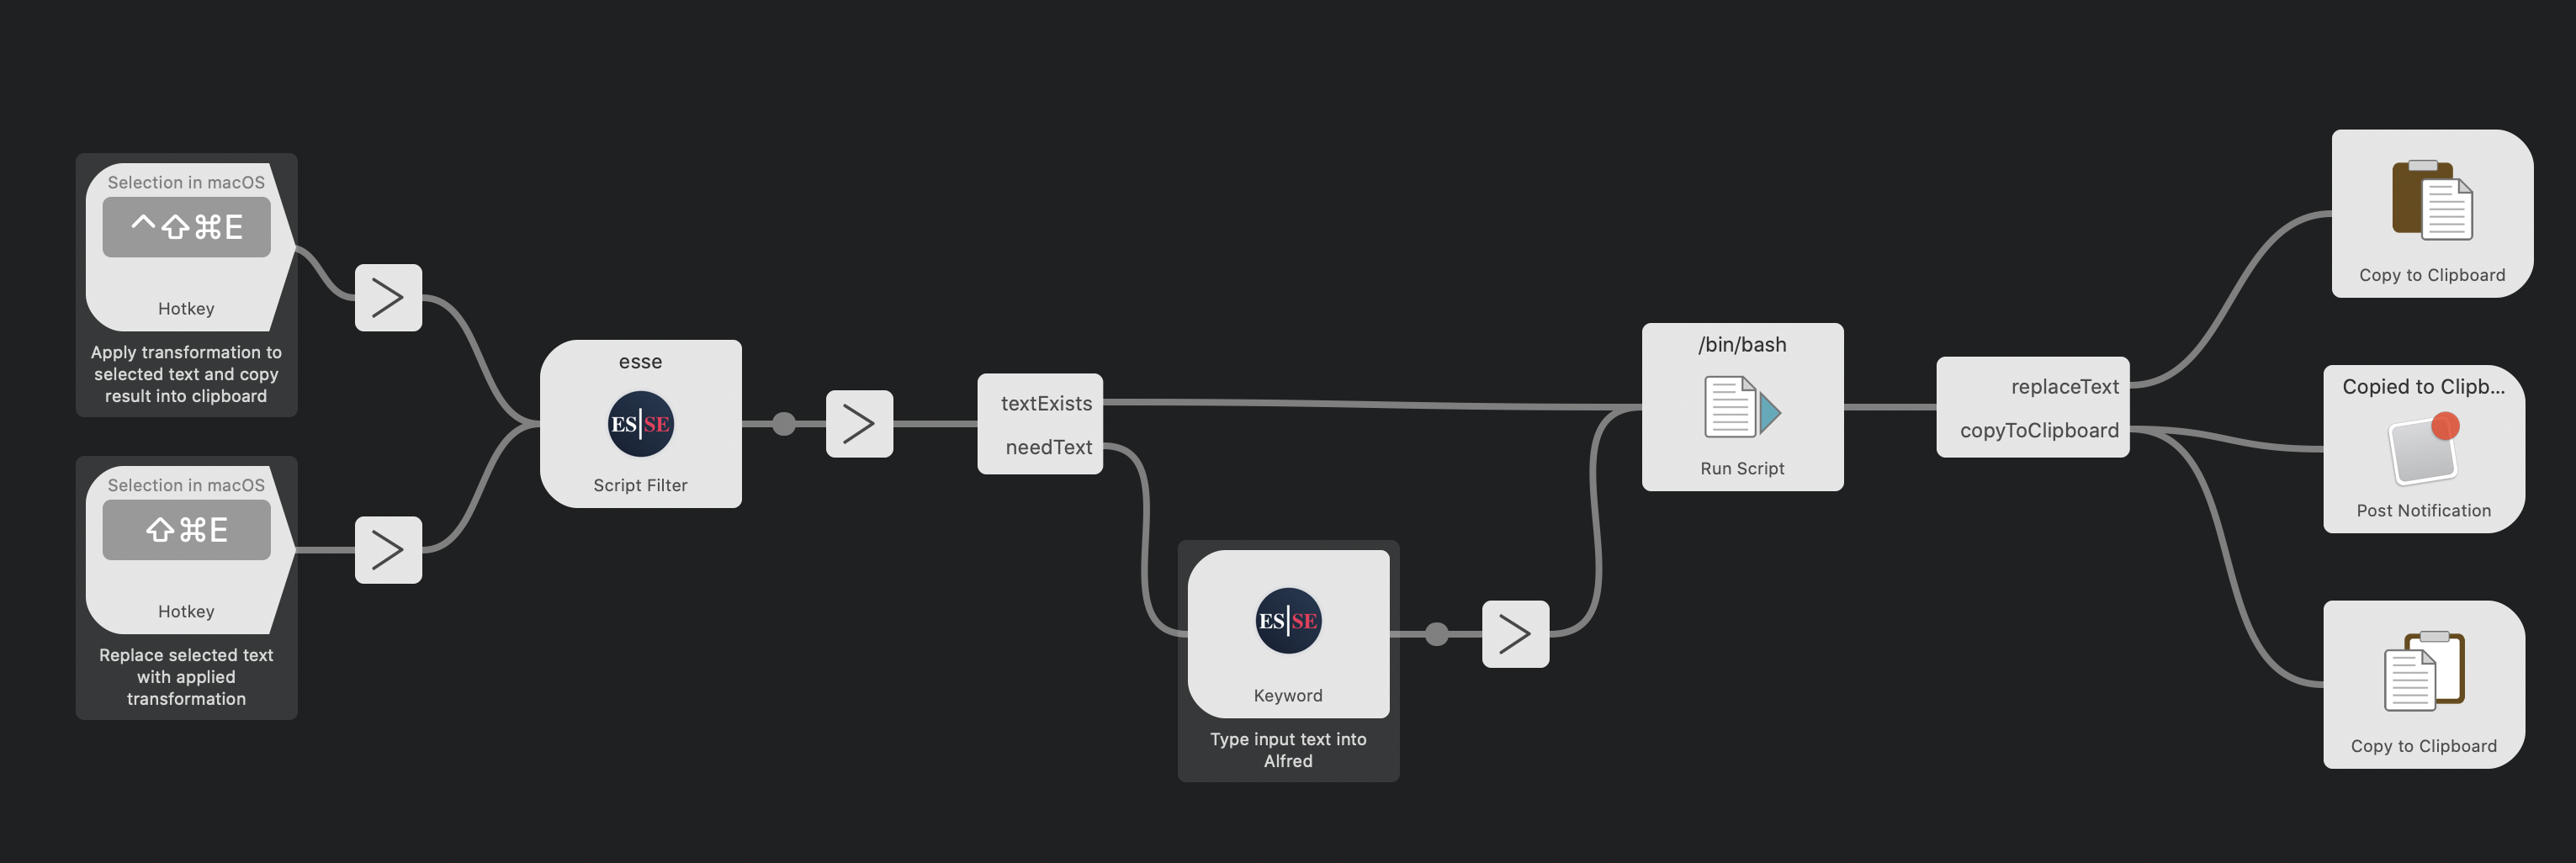 Selection in macOS
^⇧⌘E
Hotkey
Apply transformation to
selected text and copy
result into clipboard
Selection in macOS
⇧⌘E
Hotkey
Replace selected text
with applied
transformation
esse
ES|SE
Script Filter
textExists
needText
ES|SE
Keyword
Type input text into
Alfred
/bin/bash
Run Script
replaceText
copyToClipboard
Copy to Clipboard
Copied to Clipb...
Post Notification
Copy to Clipboard